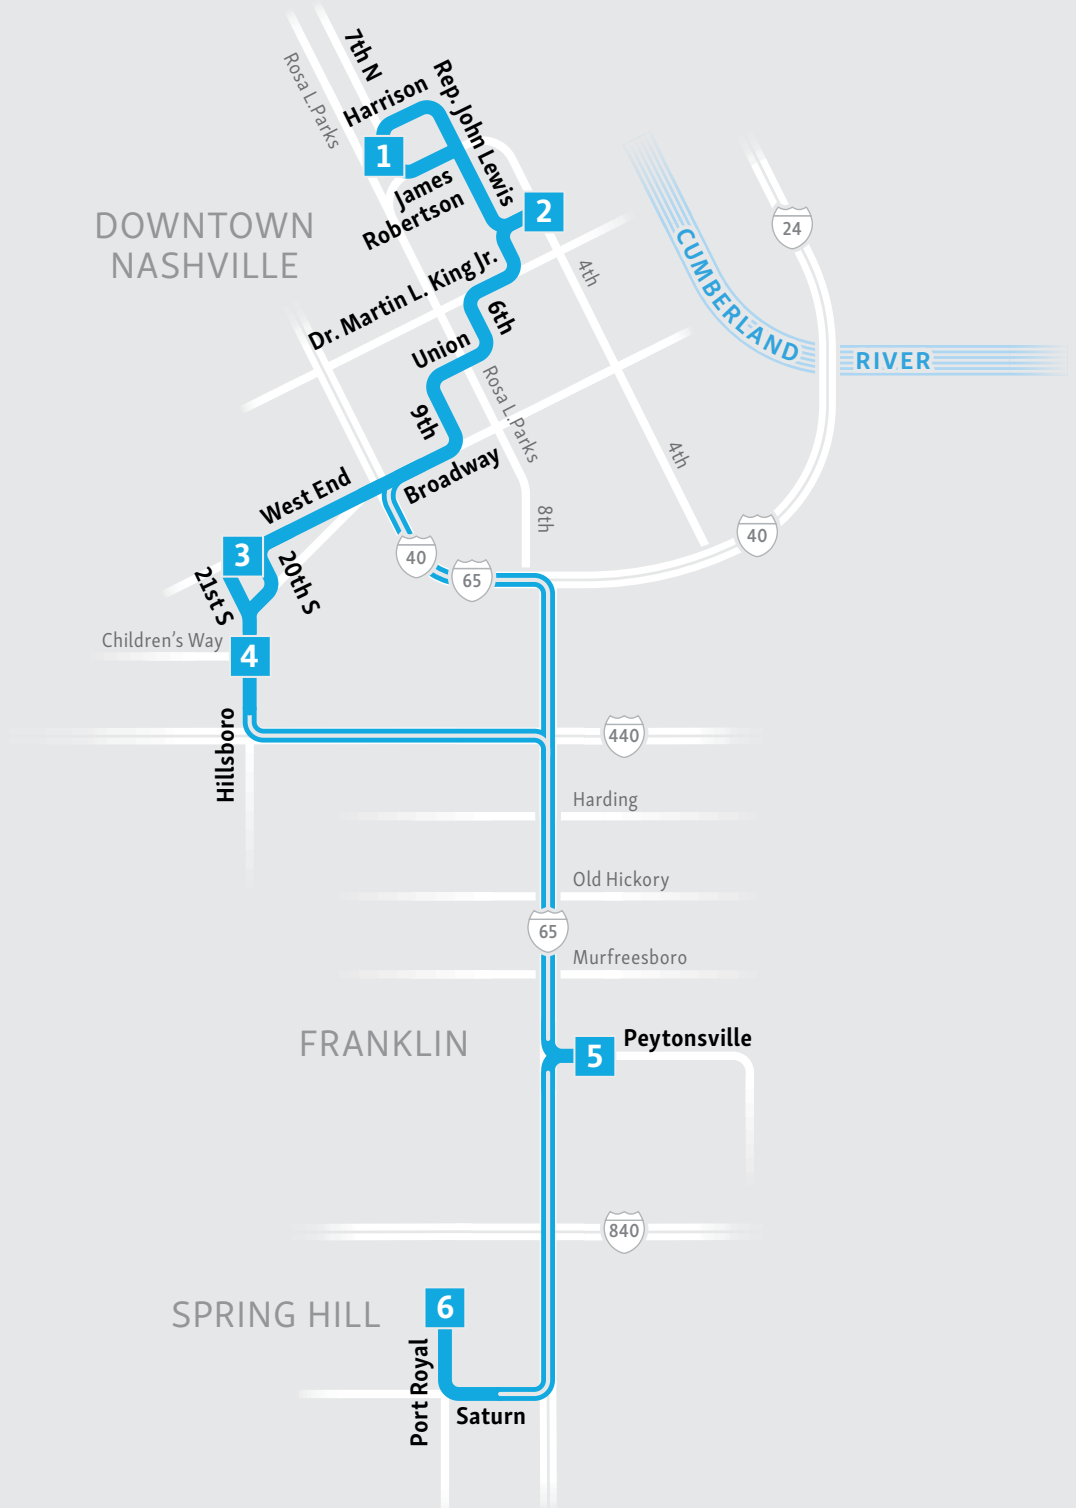 7th N
Rosa L.Parks
Harrison
Rep. John Lewis
1
James
Robertson
2
DOWNTOWN
NASHVILLE
24
CUMBERLAND
RIVER
4th
Dr. Martin L. King Jr.
6th
Union
Rosa L.Parks
9th
Broadway
4th
West End
8th
40
40
65
3
21st S
20th S
Children's Way
4
Hillsboro
440
Harding
Old Hickory
65
Murfreesboro
FRANKLIN
Peytonsville
5
840
SPRING HILL
6
Port Royal
Saturn